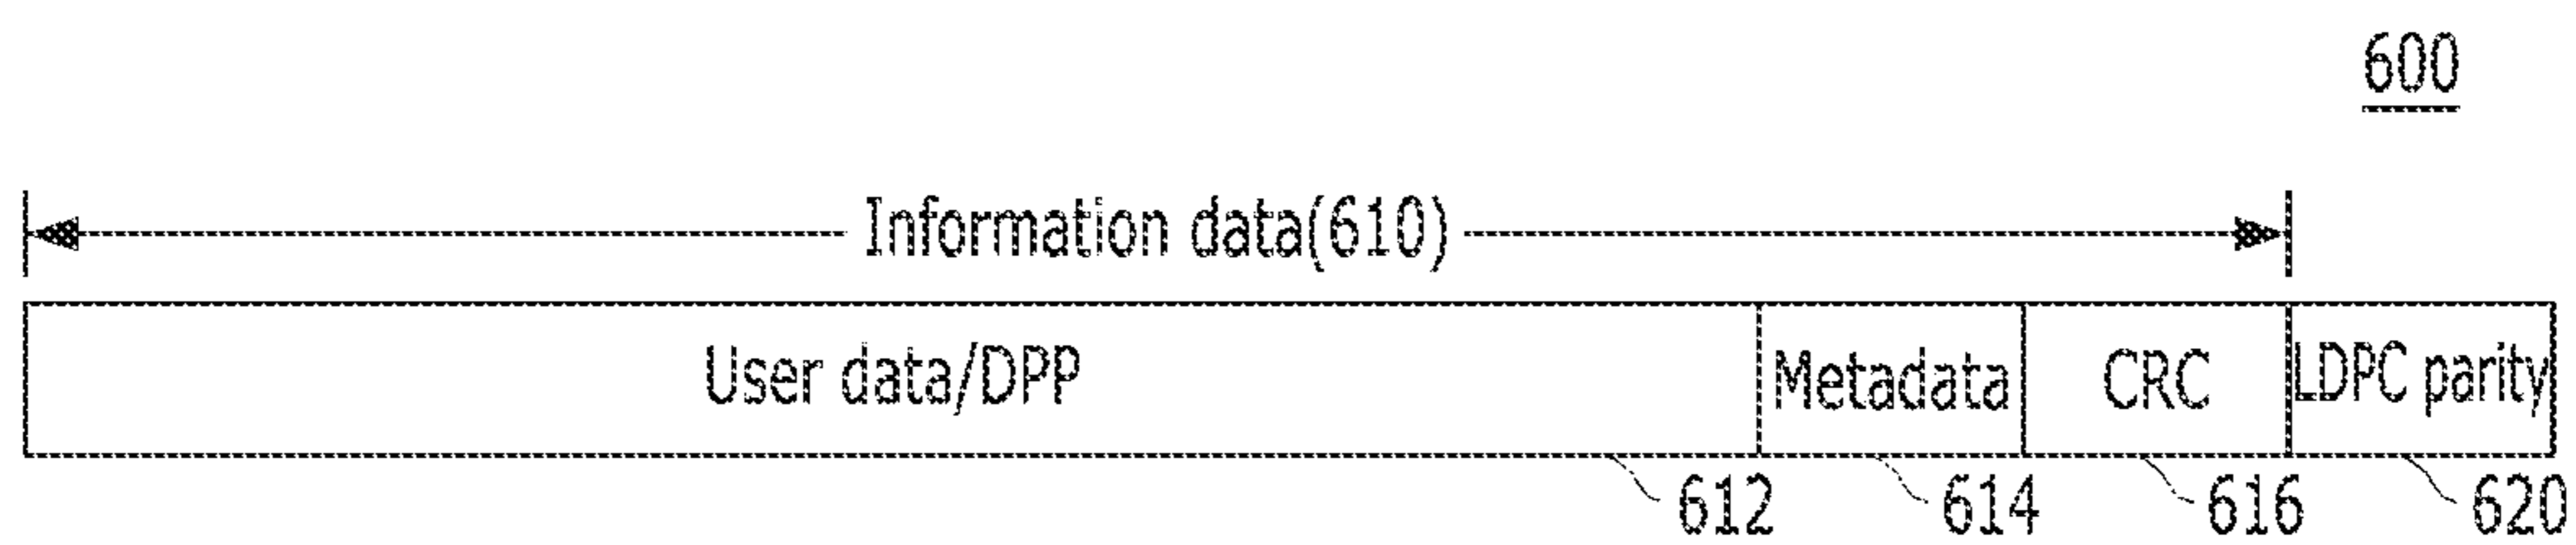 600
Information data(610)
User data/DPP Metadata CRC LDPC parity
612 614 616 620